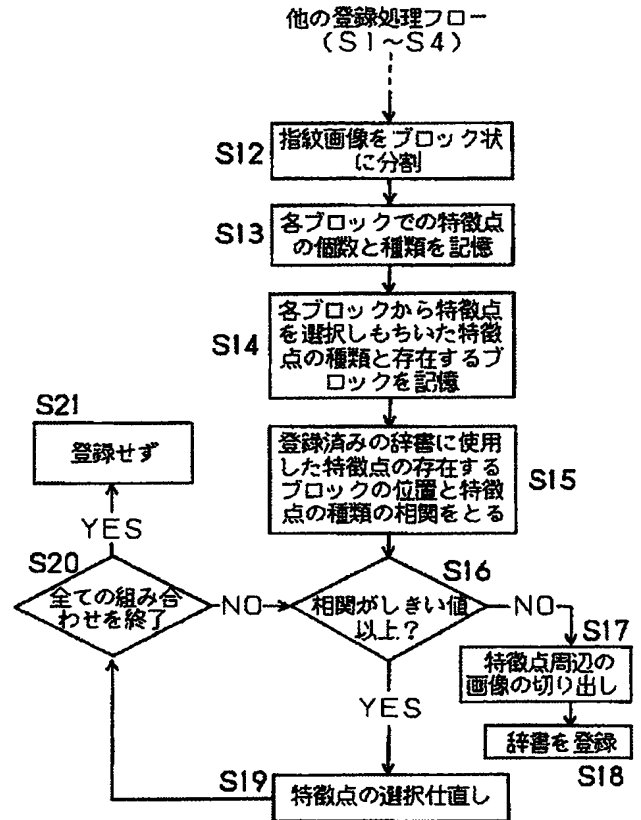 他の登録処理フロー
(S1〜S4)
S12
指紋画像をブロック状
に分割
S13
各ブロックでの特徴点
の個数と種類を記憶
S14
各ブロックから特徴点
を選択しもちいた特徴
点の種類と存在するブ
ロックを記憶
S15
登録済みの辞書に使用
した特徴点の存在する
ブロックの位置と特徴
点の種類の相関をとる
S16
相関がしきい値
以上?
NO
S17
特徴点周辺の
画像の切り出し
辞書を登録
S18
YES
S19
特徴点の選択仕直し
S20
全ての組み合
わせを終了
NO
YES
S21
登録せず